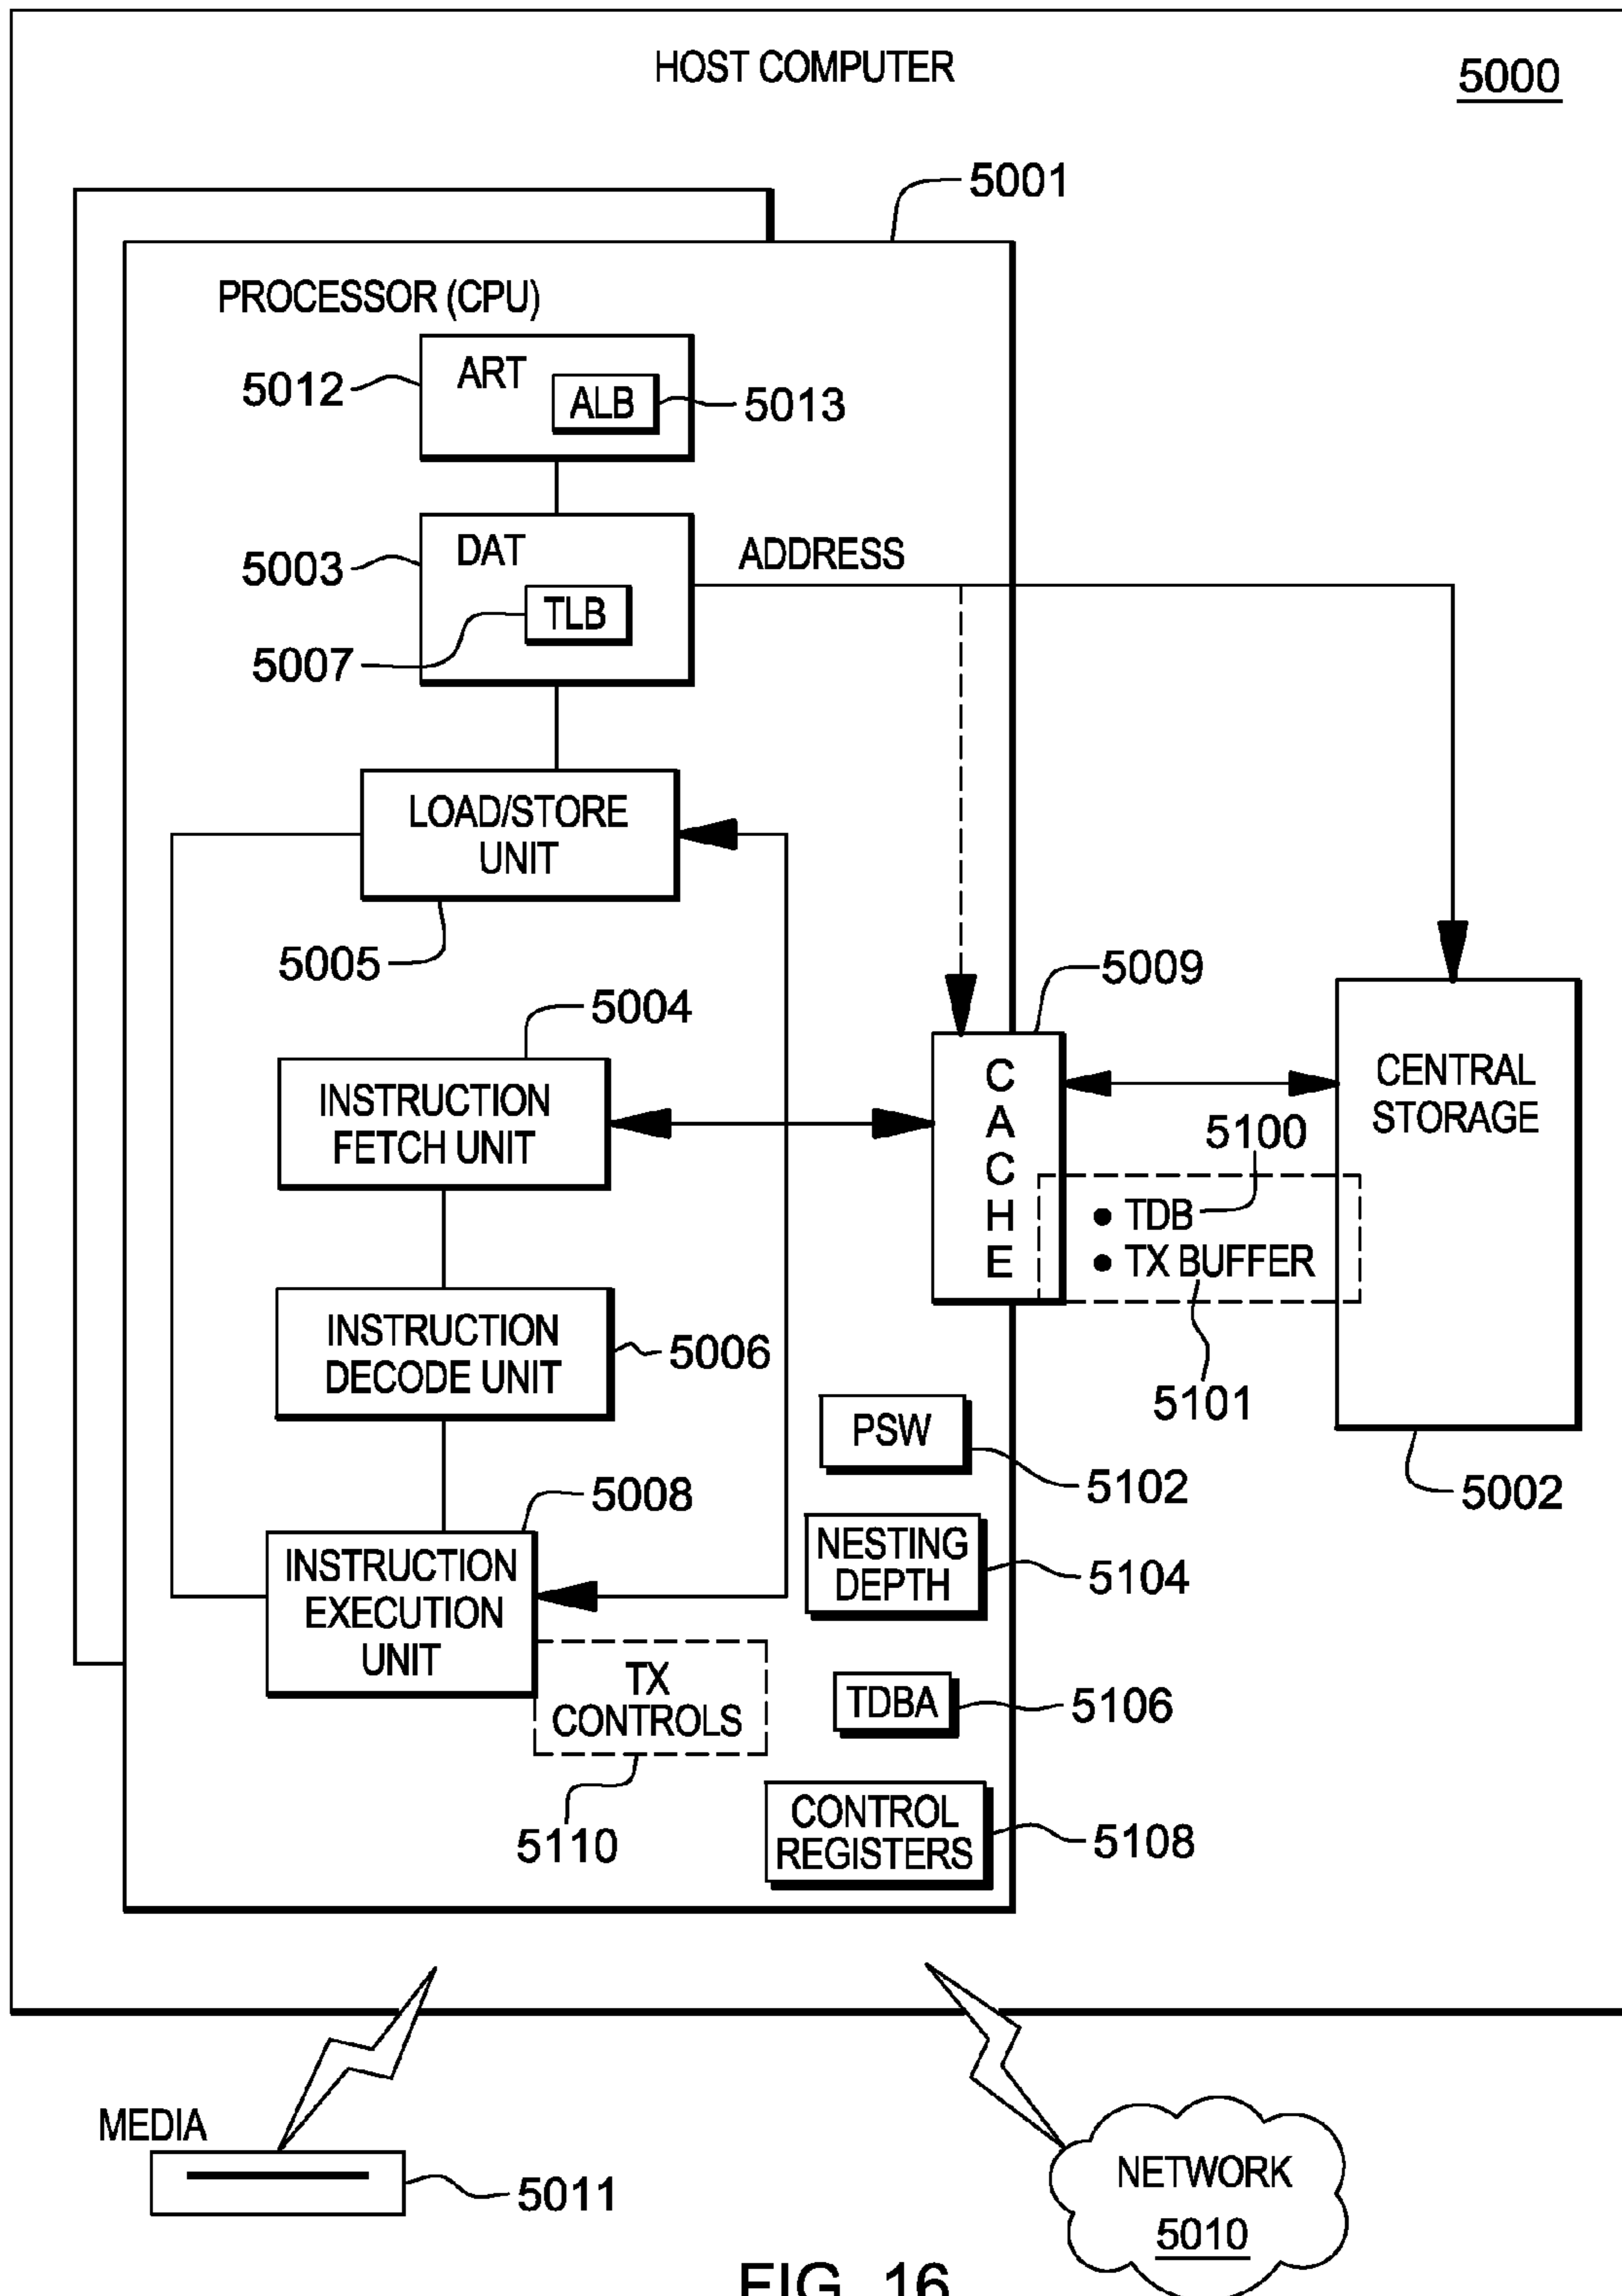 HOST COMPUTER
5000
5001
PROCESSOR (CPU)
ART
5012
ALB
5013
DAT
ADDRESS
5003
TLB
5007
LOAD/STORE
UNIT
5005
5009
5004
CACHE
CENTRAL
STORAGE
INSTRUCTION
FETCH UNIT
5100
• TDB
• TX BUFFER
INSTRUCTION
DECODE UNIT
5006
5101
PSW
5102
5002
5008
NESTING
DEPTH
5104
INSTRUCTION
EXECUTION
UNIT
TX
CONTROLS
TDBA
5106
5110
CONTROL
REGISTERS
5108
MEDIA
5011
NETWORK
5010
FIG. 16